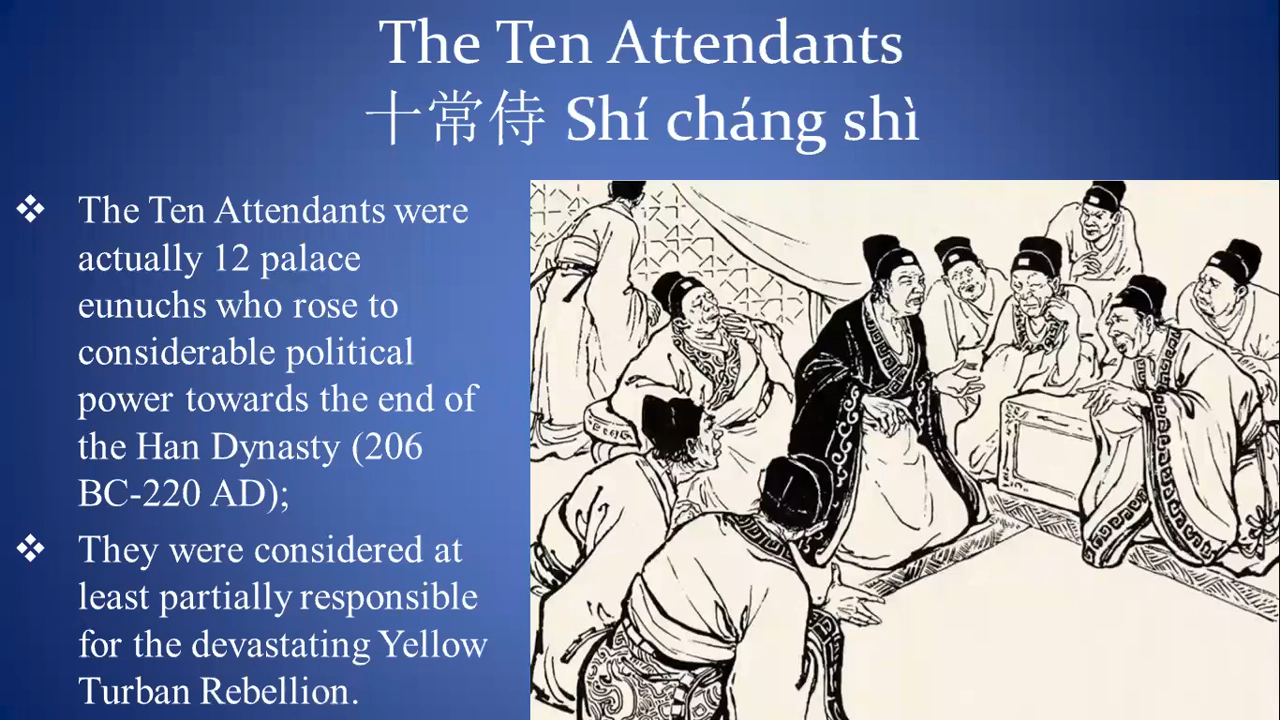 The Ten Attendants
十常侍 Shí cháng shì
❖ The Ten Attendants were
actually 12 palace
eunuchs who rose to
considerable political
power towards the end of
the Han Dynasty (206
BC-220 AD);
❖ They were considered at
least partially responsible
for the devastating Yellow
Turban Rebellion.